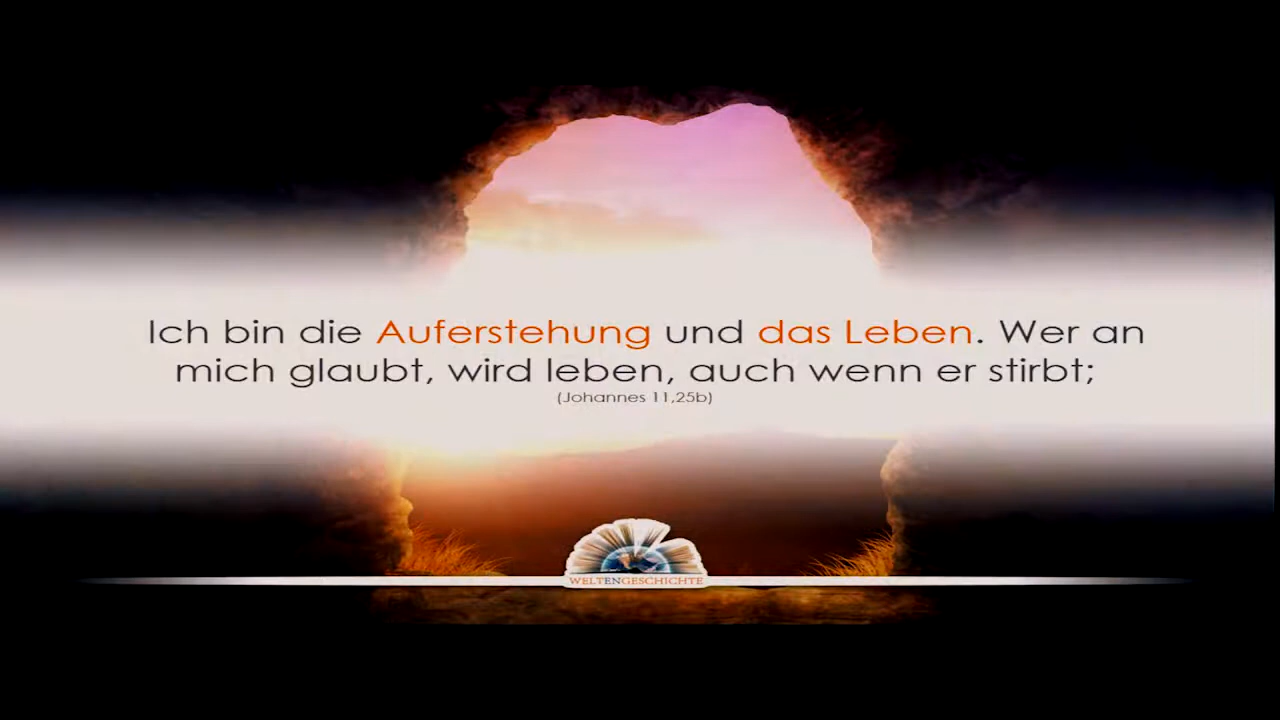 Ich bin die Auferstehung und das Leben. Wer an
mich glaubt, wird leben, auch wenn er stirbt;
(Johannes 11,25b)
WELTENGESCHICHTE